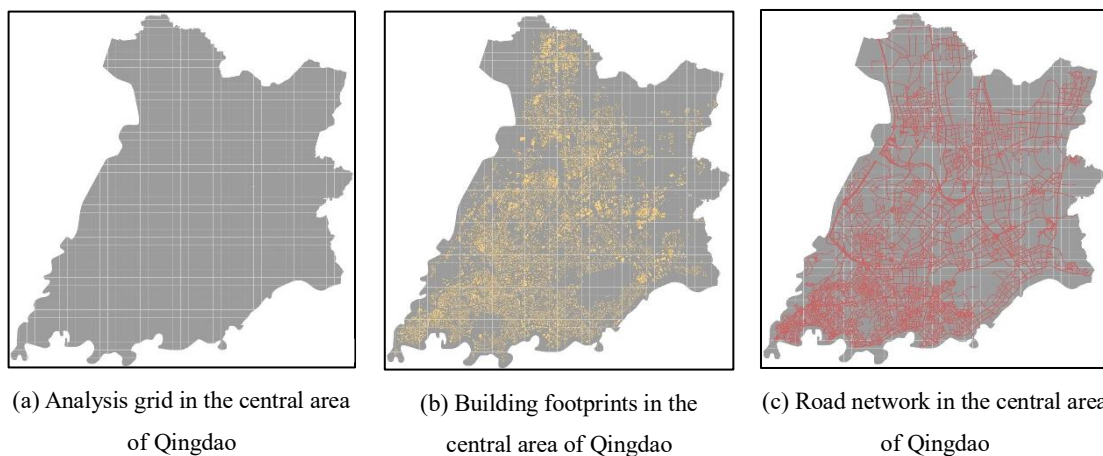 (a) Analysis grid in the central area
of Qingdao
(b) Building footprints in the
central area of Qingdao
(c) Road network in the central area
of Qingdao